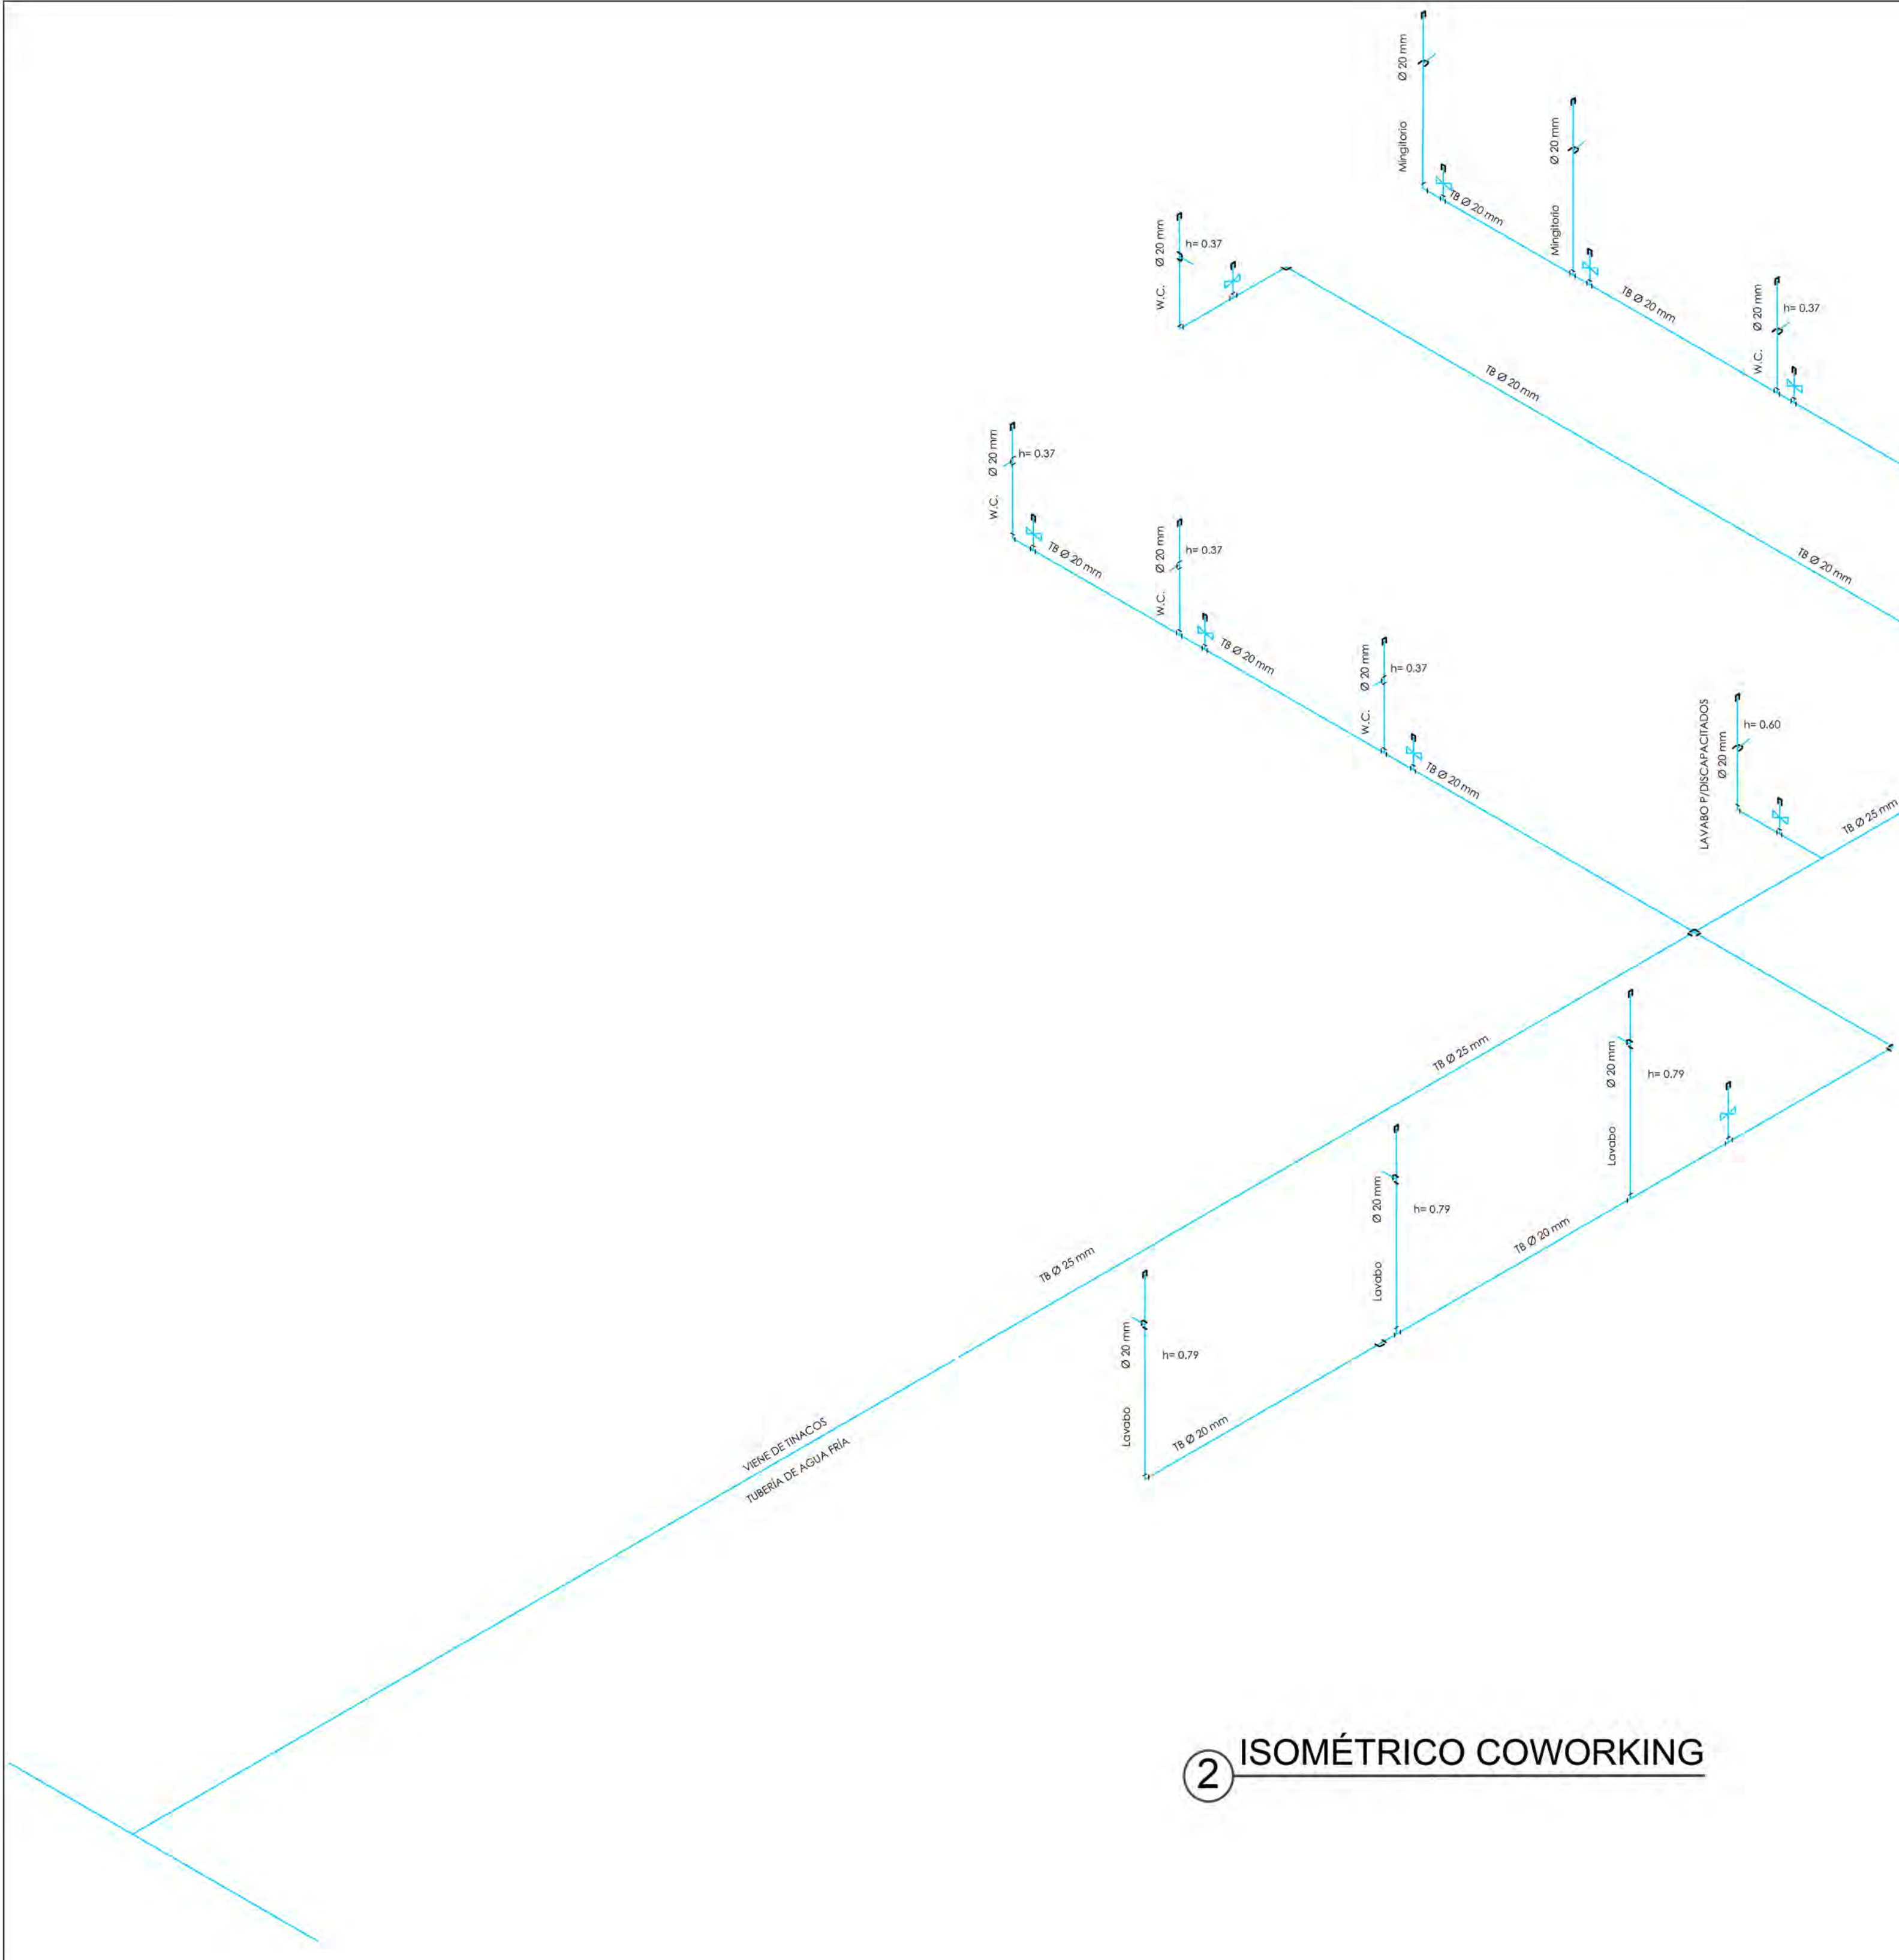 Ø 20 mm
Mingitorio
TB Ø 20 mm
Ø 20 mm
Mingitorio
TB Ø 20 mm
Ø 20 mm
h= 0.37
W.C.
Ø 20 mm
h= 0.37
W.C.
TB Ø 20 mm
TB Ø 20 mm
Ø 20 mm
h= 0.37
W.C.
TB Ø 20 mm
Ø 20 mm
h= 0.37
W.C.
TB Ø 20 mm
Ø 20 mm
h= 0.37
W.C.
TB Ø 20 mm
LAVABO P/DISCAPACITADOS
Ø 20 mm
h= 0.60
TB Ø 25 mm
TB Ø 25 mm
Ø 20 mm
h= 0.79
Lavabo
TB Ø 20 mm
Ø 20 mm
h= 0.79
Lavabo
TB Ø 25 mm
Ø 20 mm
h= 0.79
Lavabo
TB Ø 20 mm
VIENE DE TINACOS
TUBERÍA DE AGUA FRÍA
2 ISOMÉTRICO COWORKING